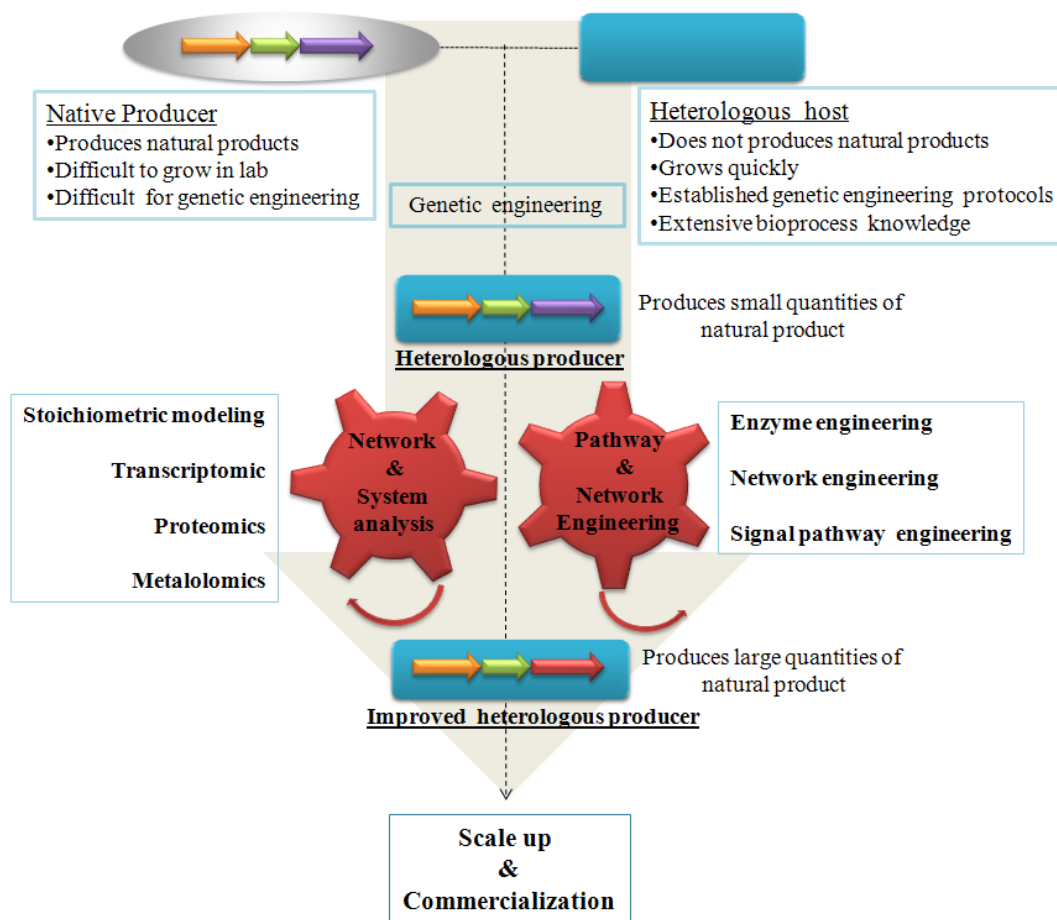 Native Producer
•Produces natural products
•Difficult to grow in lab
•Difficult for genetic engineering
Heterologous host
•Does not produces natural products
•Grows quickly
•Established genetic engineering protocols
•Extensive bioprocess knowledge
Genetic engineering
Produces small quantities of
natural product
Heterologous producer
Stoichiometric modeling
Transcriptomic
Proteomics
Metalolomics
Network
&
System
analysis
Pathway
&
Network
Engineering
Enzyme engineering
Network engineering
Signal pathway engineering
Produces large quantities of
natural product
Improved heterologous producer
Scale up
&
Commercialization